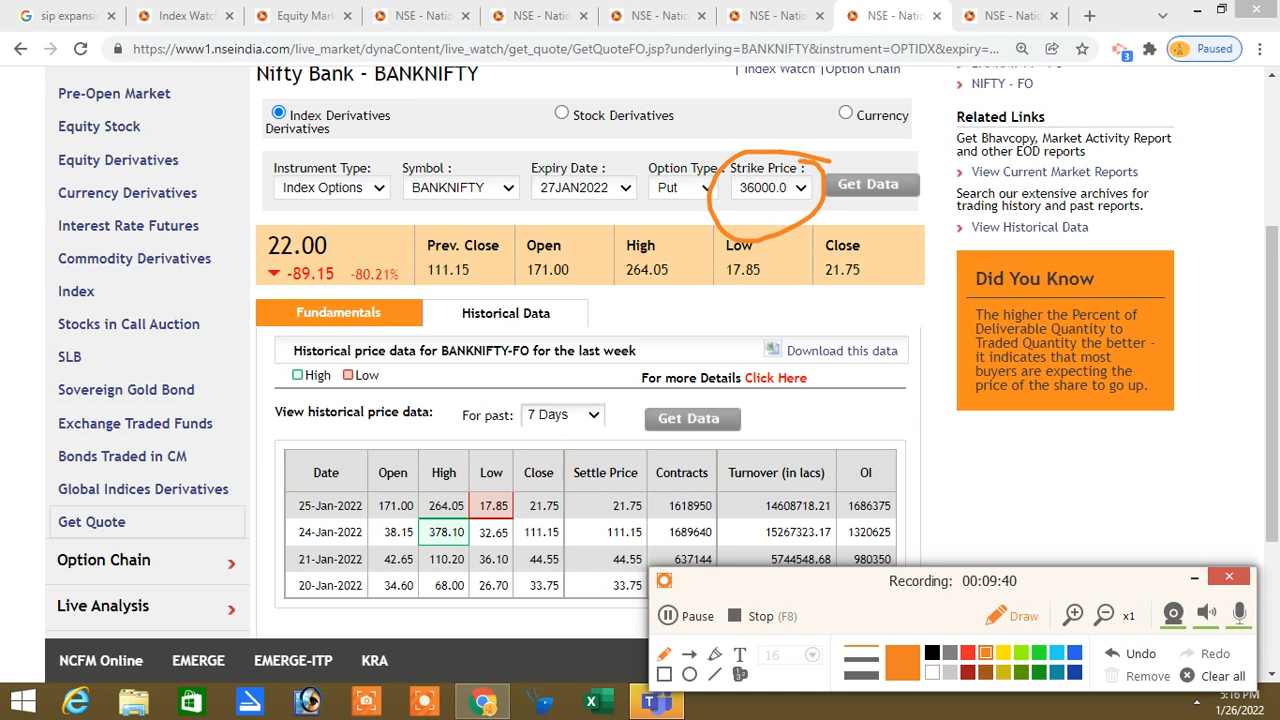 sip expansi
Index Watc
Equity Mar
NSE - Natio
NSE - Natio
NSE - Natio
NSE - Natio
NSE - Natio
NSE - Natio
https://www1.nseindia.com/live_market/dynaContent/live_watch/get_quote/GetQuoteFO.jsp?underlying=BANKNIFTY&instrument=OPTIDX&expiry=...
3
Paused
Nifty Bank - BANKNIFTY
| Index Watch |Option Chain
BANKNIFTY - FO
NIFTY - FO
Pre-Open Market
Equity Stock
Equity Derivatives
Currency Derivatives
Interest Rate Futures
Commodity Derivatives
Index
Stocks in Call Auction
SLB
Sovereign Gold Bond
Exchange Traded Funds
Bonds Traded in CM
Global Indices Derivatives
Get Quote
Option Chain
Live Analysis
Index Derivatives
Stock Derivatives
Currency
Derivatives
Instrument Type: Symbol : Expiry Date : Option Type Strike Price :
Index Options BANKNIFTY 27JAN2022 Put 36000.0 Get Data
22.00 Prev. Close Open High Low Close
-89.15 -80.21% 111.15 171.00 264.05 17.85 21.75
Fundamentals Historical Data
Historical price data for BANKNIFTY-FO for the last week Download this data
High Low For more Details Click Here
View historical price data: For past: 7 Days Get Data
Date Open High Low Close Settle Price Contracts Turnover (in lacs) OI
25-Jan-2022 171.00 264.05 17.85 21.75 21.75 1618950 14608718.21 1686375
24-Jan-2022 38.15 378.10 32.65 111.15 111.15 1689640 15267323.17 1320625
21-Jan-2022 42.65 110.20 36.10 44.55 44.55 637144 5744548.68 980350
20-Jan-2022 34.60 68.00 26.70 33.75 33.75
Related Links
Get Bhavcopy, Market Activity Report
and other EOD reports
View Current Market Reports
Search our extensive archives for
trading history and past reports.
View Historical Data
Did You Know
The higher the Percent of
Deliverable Quantity to
Traded Quantity the better -
it indicates that most
buyers are expecting the
price of the share to go up.
NCFM Online EMERGE EMERGE-ITP KRA
Recording: 00:09:40
Pause Stop (F8) Draw x1
T 16 Undo Redo
Remove Clear all
5:16 PM
1/26/2022